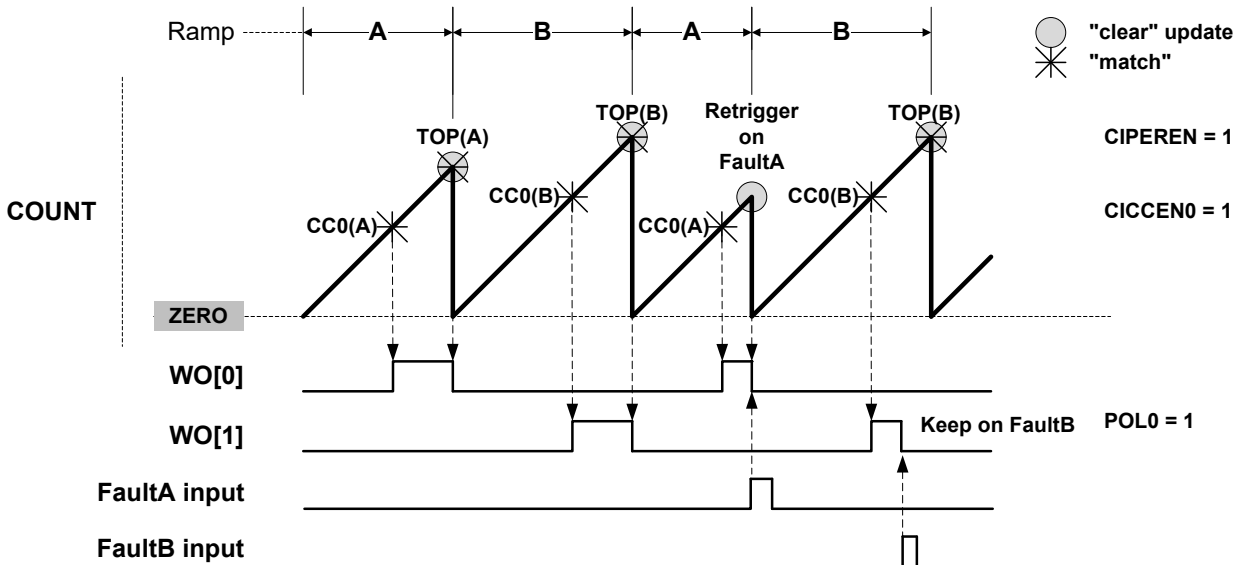 Ramp A B A B
"clear" update
"match"
TOP(A)
TOP(B)
Retrigger
on
FaultA
TOP(B)
CIPEREN = 1
COUNT
CC0(A)
CC0(B)
CC0(A)
CC0(B)
CICCEN0 = 1
ZERO
WO[0]
WO[1]
Keep on FaultB
POL0 = 1
FaultA input
FaultB input